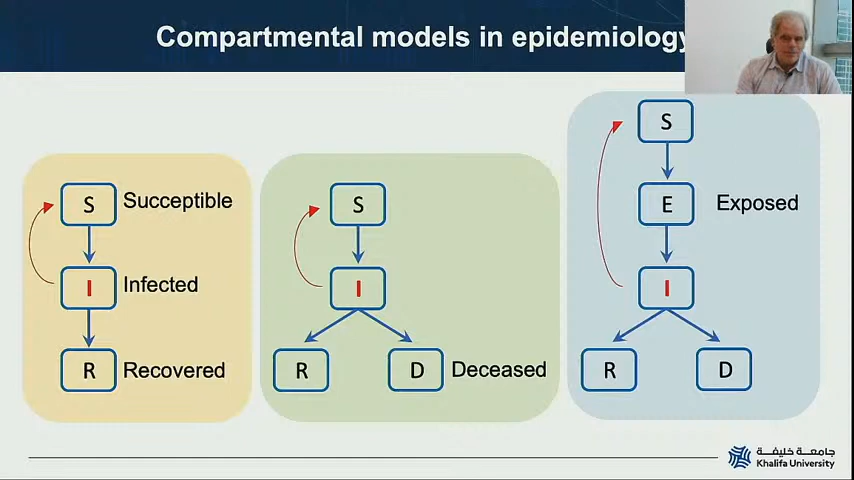 Compartmental models in epidemiology
S Succeptible
I Infected
R Recovered
S
I
R D Deceased
S
E Exposed
I
R D
جامعة خليفة
Khalifa University